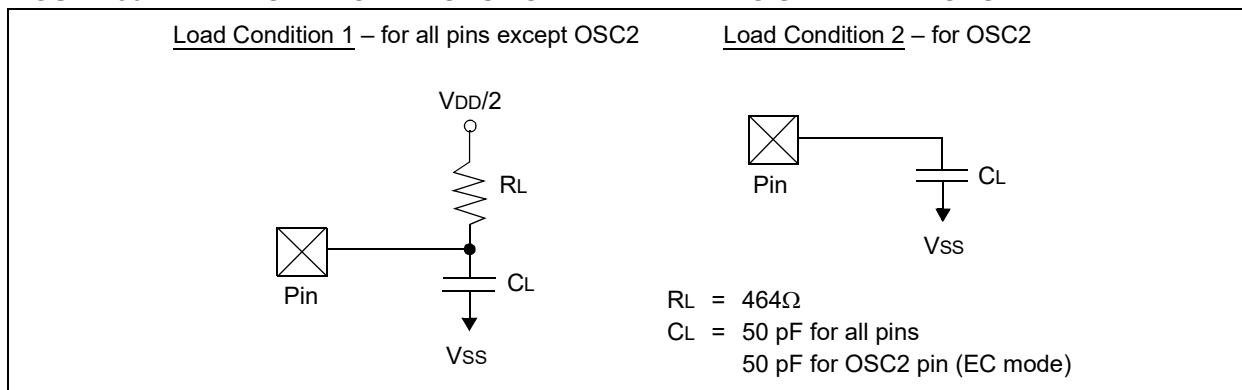 Load Condition 1 – for all pins except OSC2
Load Condition 2 – for OSC2
VDD/2
RL
Pin
CL
VSS
Pin
CL
VSS
RL = 464Ω
CL = 50 pF for all pins
50 pF for OSC2 pin (EC mode)